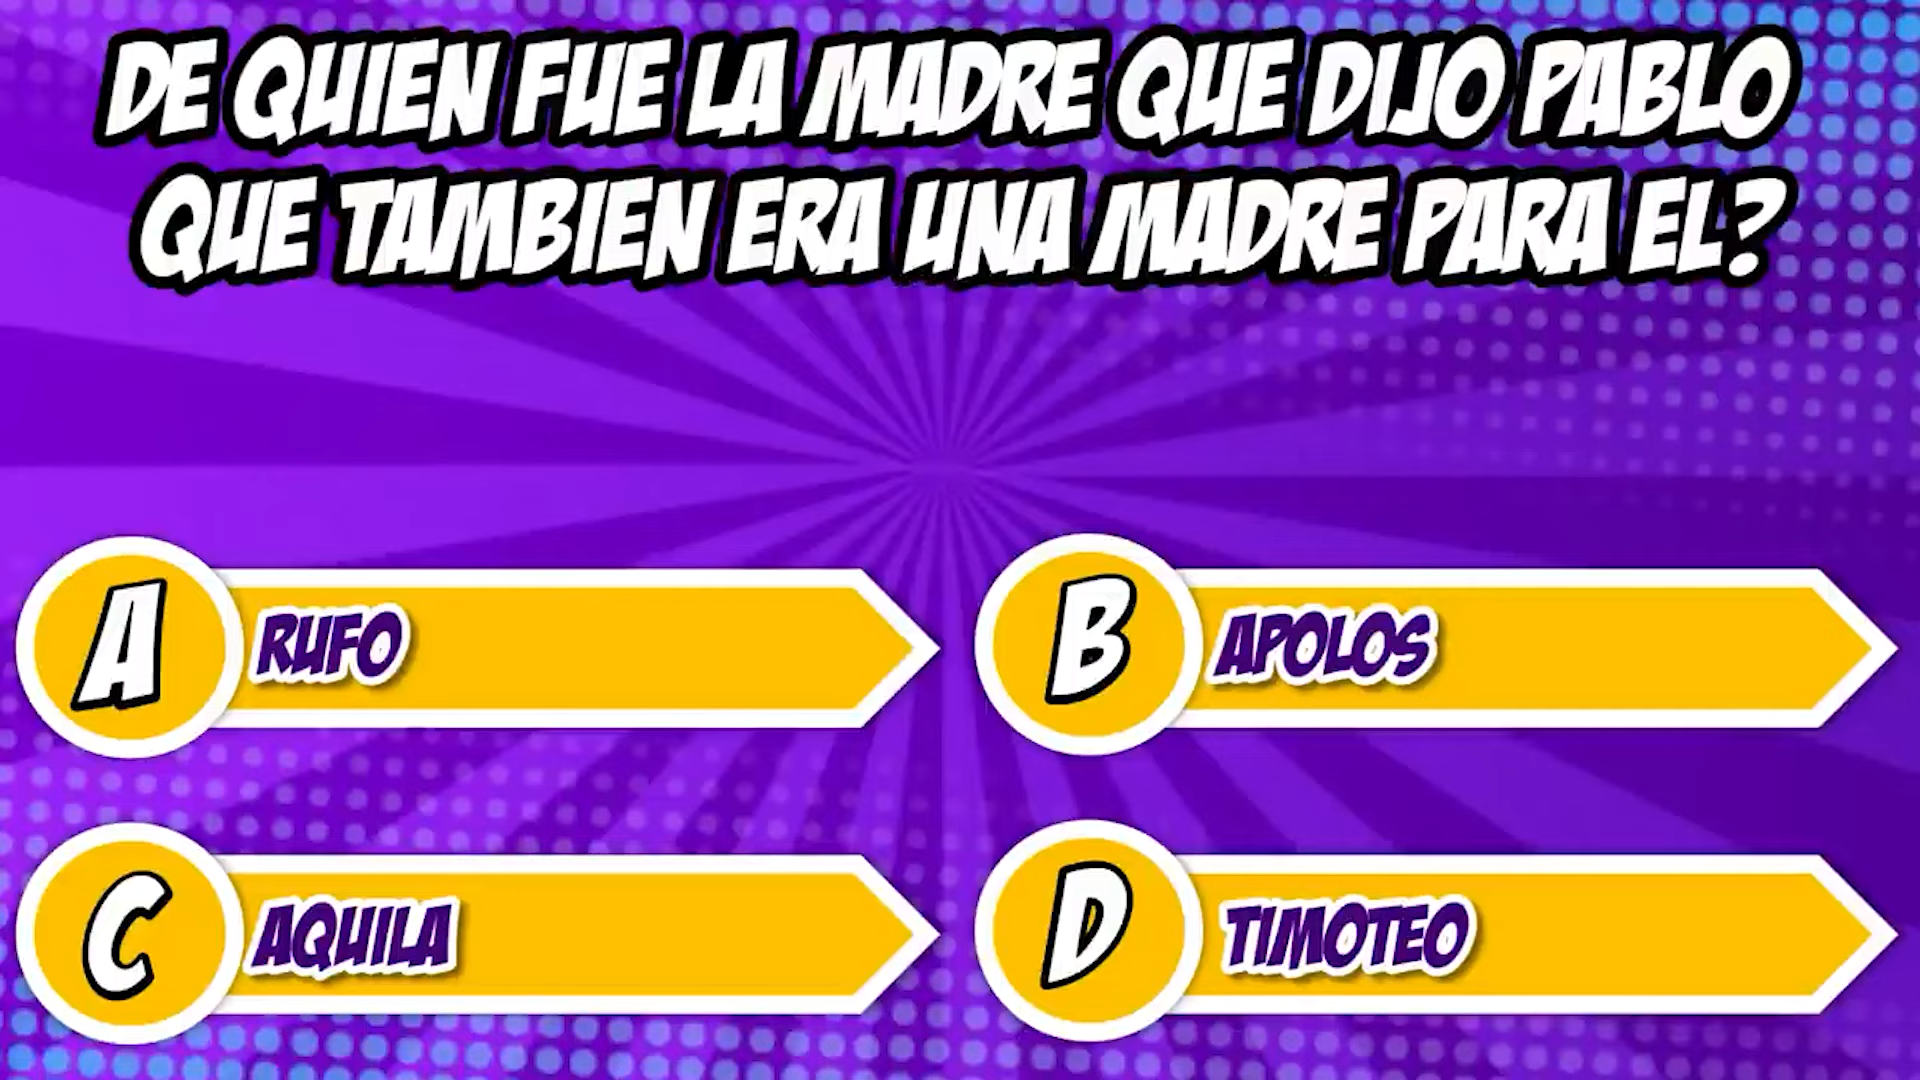 DE QUIEN FUE LA MADRE QUE DIJO PABLO
QUE TAMBIEN ERA UNA MADRE PARA EL?
A RUFO
B APOLOS
C AQUILA
D TIMOTEO